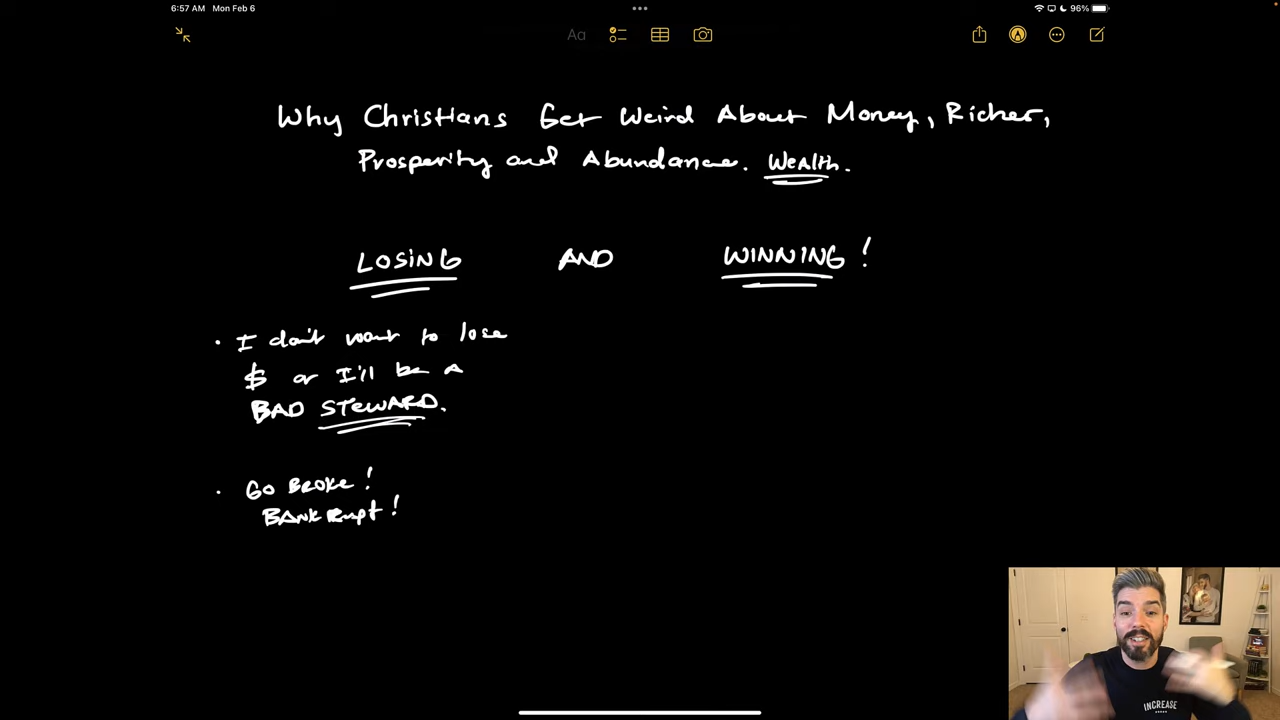 6:57 AM Mon Feb 6
96%
Aa
Why Christians Get Weird About Money, Riches,
Prosperity and Abundance. Wealth.
LOSING AND WINNING!
• I don't want to lose
$ or I'll be a
BAD STEWARD.
• GO BROKE!
BANKRupt!
INCREASE